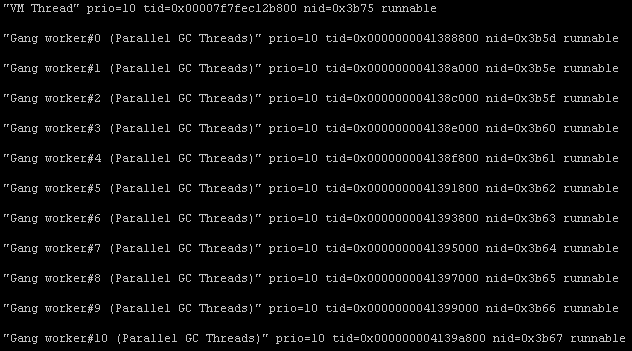 "VM Thread" prio=10 tid=0x00007f7fec12b800 nid=0x3b75 runnable
"Gang worker#0 (Parallel GC Threads)" prio=10 tid=0x0000000041388800 nid=0x3b5d runnable
"Gang worker#1 (Parallel GC Threads)" prio=10 tid=0x000000004138a000 nid=0x3b5e runnable
"Gang worker#2 (Parallel GC Threads)" prio=10 tid=0x000000004138c000 nid=0x3b5f runnable
"Gang worker#3 (Parallel GC Threads)" prio=10 tid=0x000000004138e000 nid=0x3b60 runnable
"Gang worker#4 (Parallel GC Threads)" prio=10 tid=0x000000004138f800 nid=0x3b61 runnable
"Gang worker#5 (Parallel GC Threads)" prio=10 tid=0x0000000041391800 nid=0x3b62 runnable
"Gang worker#6 (Parallel GC Threads)" prio=10 tid=0x0000000041393800 nid=0x3b63 runnable
"Gang worker#7 (Parallel GC Threads)" prio=10 tid=0x0000000041395000 nid=0x3b64 runnable
"Gang worker#8 (Parallel GC Threads)" prio=10 tid=0x0000000041397000 nid=0x3b65 runnable
"Gang worker#9 (Parallel GC Threads)" prio=10 tid=0x0000000041399000 nid=0x3b66 runnable
"Gang worker#10 (Parallel GC Threads)" prio=10 tid=0x000000004139a800 nid=0x3b67 runnable